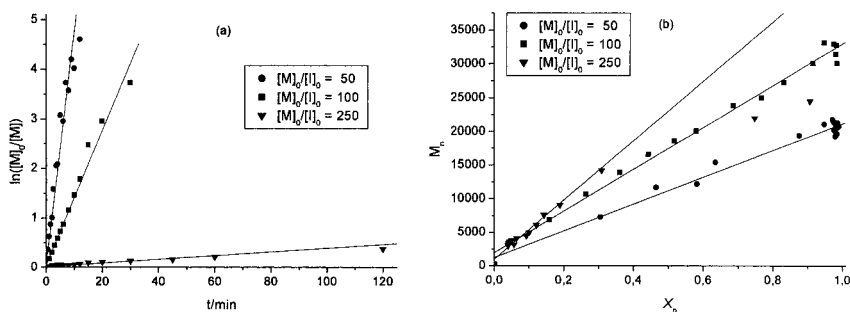 (a)
[M]₀/[I]₀ = 50
[M]₀/[I]₀ = 100
[M]₀/[I]₀ = 250
ln([M]₀/[M])
5
4
3
2
1
0
0 20 40 60 80 100 120
t/min
(b)
[M]₀/[I]₀ = 50
[M]₀/[I]₀ = 100
[M]₀/[I]₀ = 250
Mₙ
35000
30000
25000
20000
15000
10000
5000
0
0,0 0,2 0,4 0,6 0,8 1,0
Xₚ